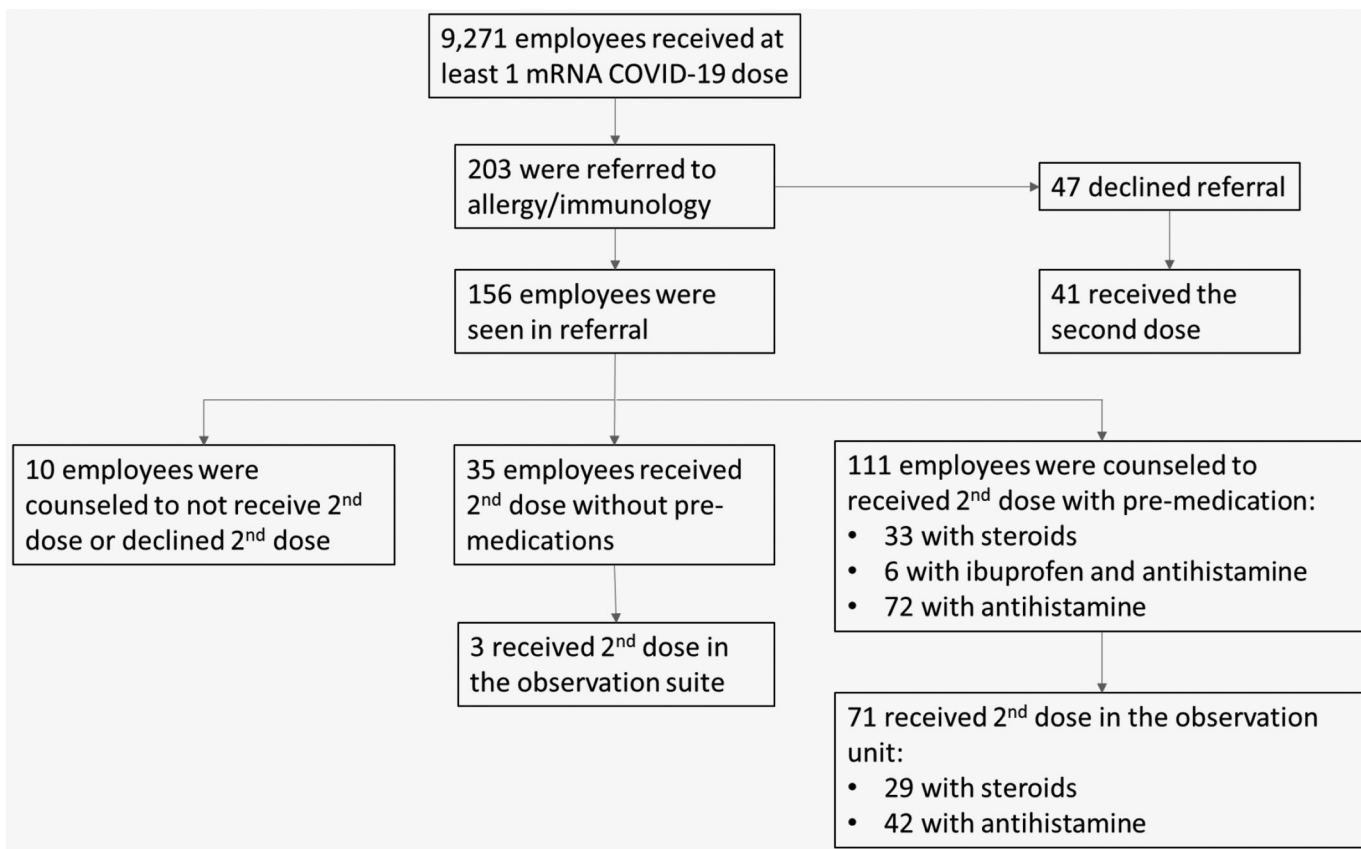 9,271 employees received at
least 1 mRNA COVID-19 dose
203 were referred to
allergy/immunology
47 declined referral
156 employees were
seen in referral
41 received the
second dose
10 employees were
counseled to not receive 2nd
dose or declined 2nd dose
35 employees received
2nd dose without pre-
medications
111 employees were counseled to
received 2nd dose with pre-medication:
• 33 with steroids
• 6 with ibuprofen and antihistamine
• 72 with antihistamine
3 received 2nd dose in
the observation suite
71 received 2nd dose in the observation
unit:
• 29 with steroids
• 42 with antihistamine